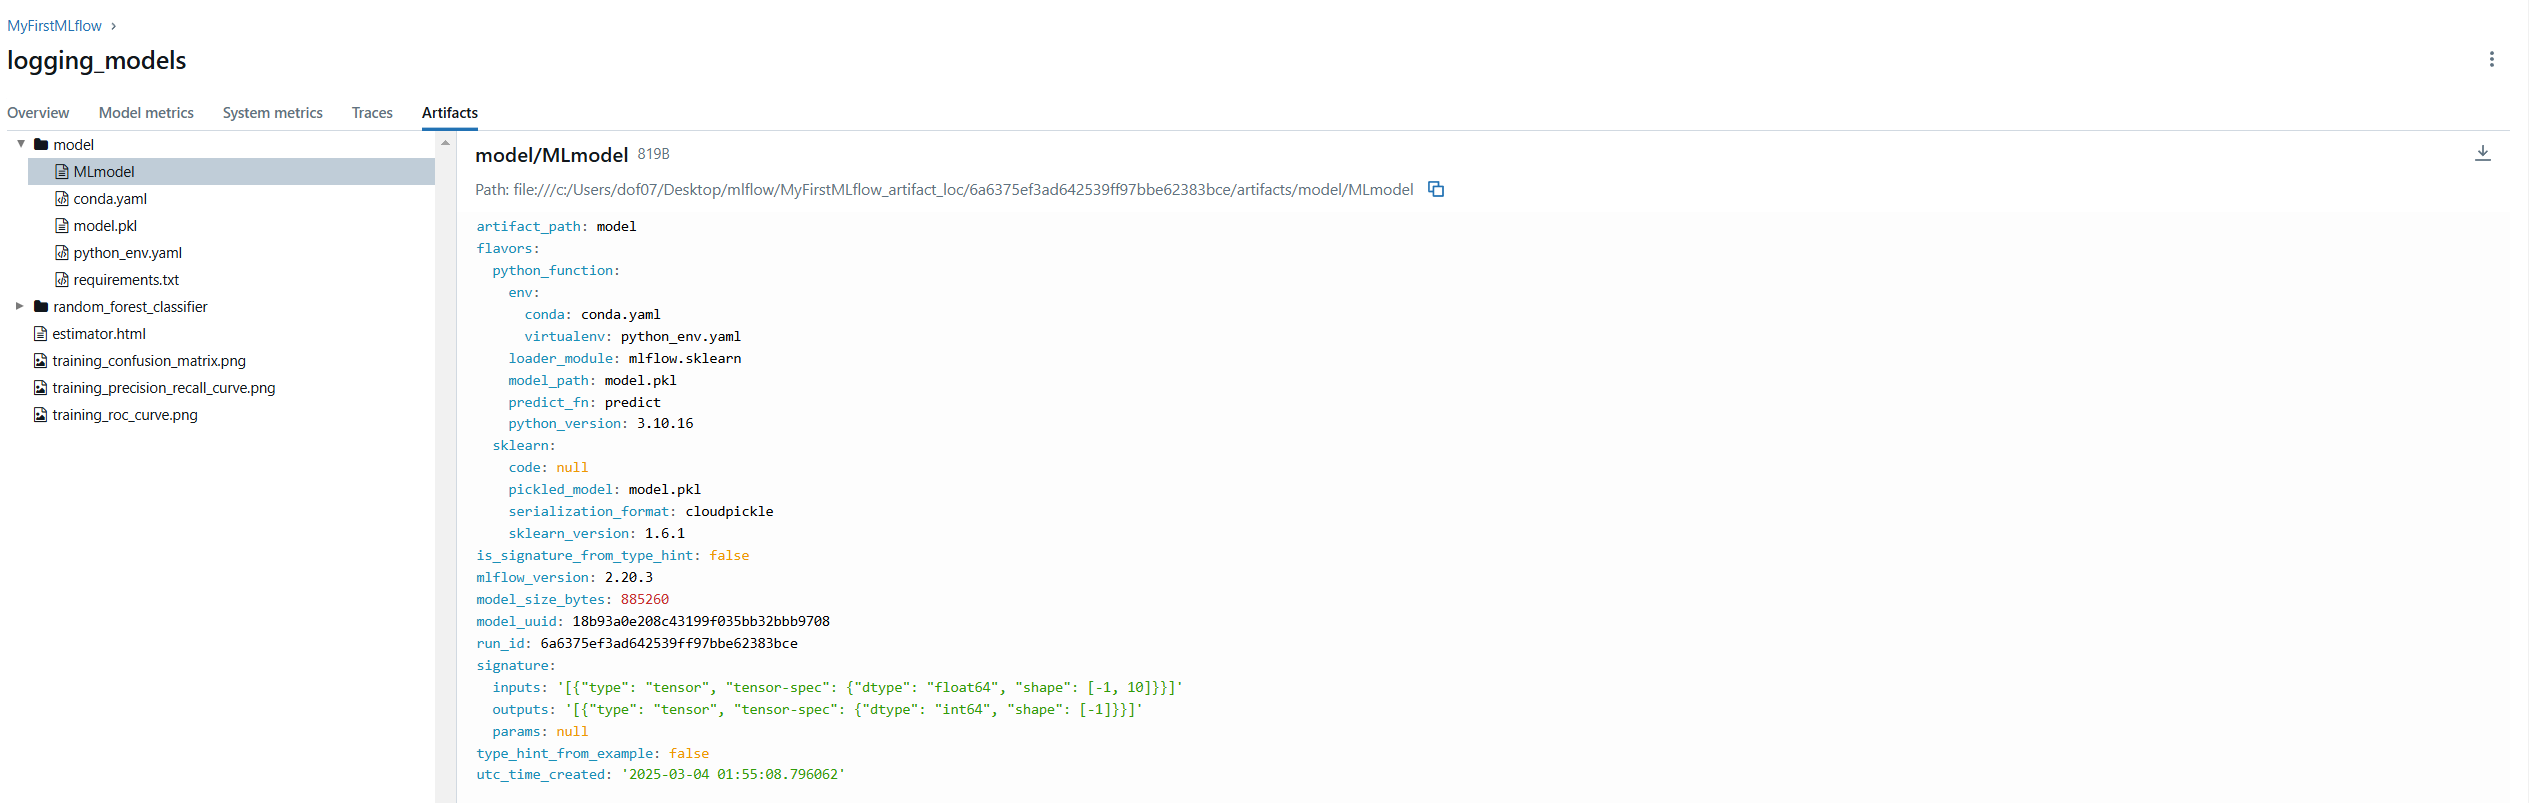 MyFirstMLflow ›
logging_models
Overview Model metrics System metrics Traces Artifacts
model
MLmodel
conda.yaml
model.pkl
python_env.yaml
requirements.txt
random_forest_classifier
estimator.html
training_confusion_matrix.png
training_precision_recall_curve.png
training_roc_curve.png
model/MLmodel 819B
Path: file:///c:/Users/dof07/Desktop/mlflow/MyFirstMLflow_artifact_loc/6a6375ef3ad642539ff97bbe62383bce/artifacts/model/MLmodel
artifact_path: model
flavors:
  python_function:
    env:
      conda: conda.yaml
      virtualenv: python_env.yaml
    loader_module: mlflow.sklearn
    model_path: model.pkl
    predict_fn: predict
    python_version: 3.10.16
  sklearn:
    code: null
    pickled_model: model.pkl
    serialization_format: cloudpickle
    sklearn_version: 1.6.1
is_signature_from_type_hint: false
mlflow_version: 2.20.3
model_size_bytes: 885260
model_uuid: 18b93a0e208c43199f035bb32bbb9708
run_id: 6a6375ef3ad642539ff97bbe62383bce
signature:
  inputs: '[{"type": "tensor", "tensor-spec": {"dtype": "float64", "shape": [-1, 10]}}]'
  outputs: '[{"type": "tensor", "tensor-spec": {"dtype": "int64", "shape": [-1]}}]'
  params: null
type_hint_from_example: false
utc_time_created: '2025-03-04 01:55:08.796062'